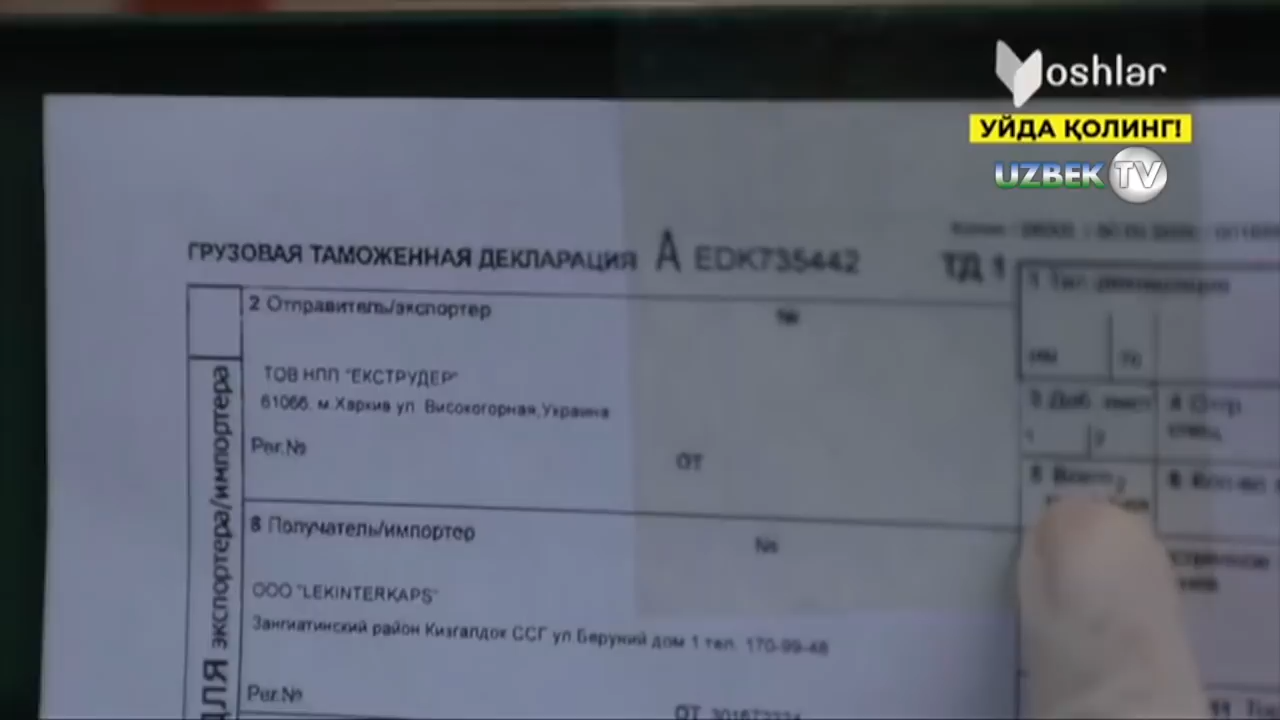 Yoshlar
УЙДА ҚОЛИНГ!
UZBEK TV
ГРУЗОВАЯ ТАМОЖЕННАЯ ДЕКЛАРАЦИЯ А EDK735442 ТД 1
2 Отправитель/экспортер №
ТОВ НПП "ЕКСТРУДЕР"
61066, м.Харкив ул. Високогорная,Украина
Рег.№ ОТ
8 Получатель/импортер №
ООО "LEKINTERKAPS"
Зангиатинский район Кизгалдок ССГ ул Беруний дом 1 тел. 170-99-48
Рег.№ ОТ
ДЛЯ экспортера/импортера